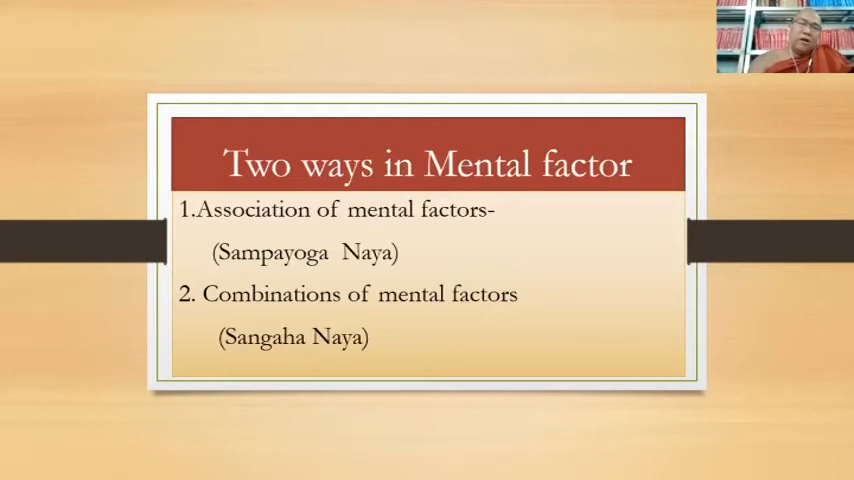 Two ways in Mental factor
1.Association of mental factors-
(Sampayoga Naya)
2. Combinations of mental factors
(Sangaha Naya)